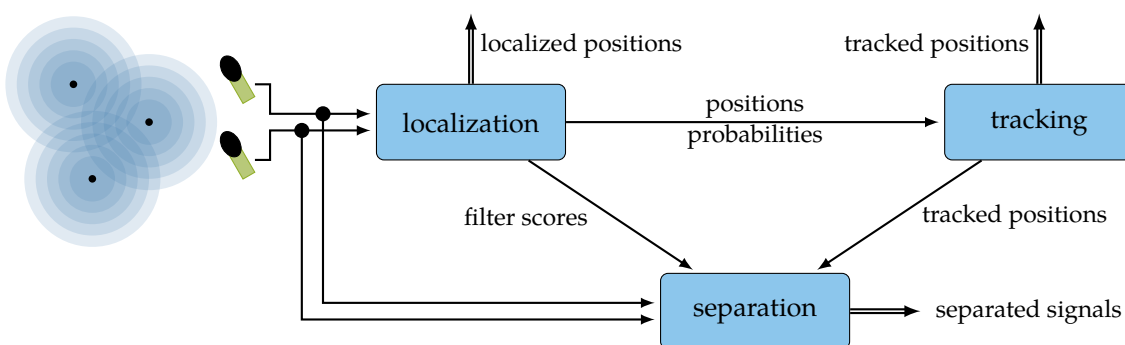 localized positions
tracked positions
localization
positions
probabilities
tracking
filter scores
tracked positions
separation
separated signals